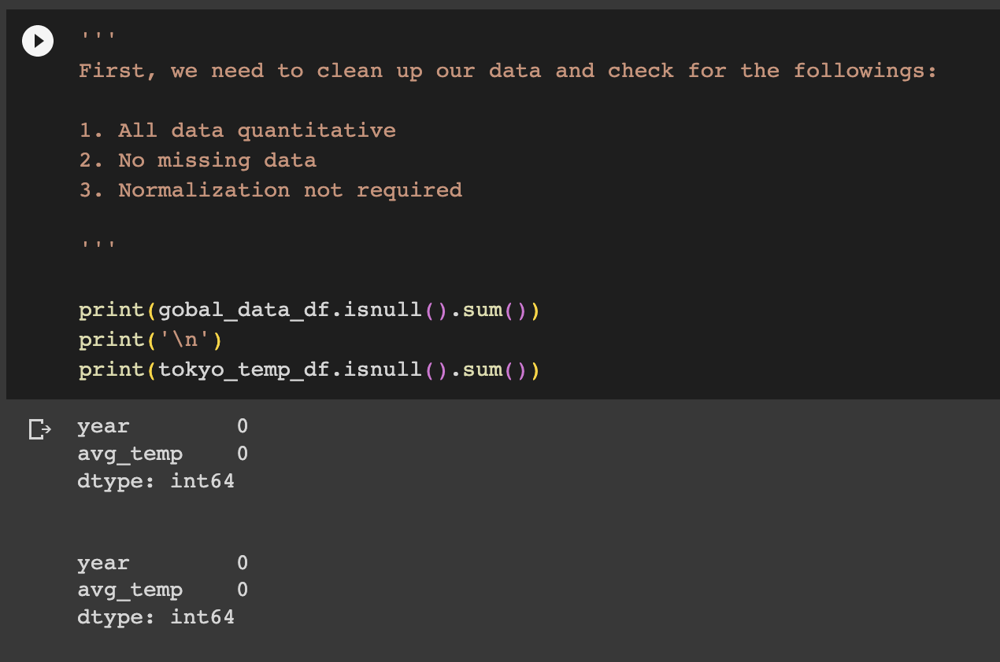 '''
First, we need to clean up our data and check for the followings:
1. All data quantitative
2. No missing data
3. Normalization not required
'''
print(gobal_data_df.isnull().sum())
print('\n')
print(tokyo_temp_df.isnull().sum())
year 0
avg_temp 0
dtype: int64
year 0
avg_temp 0
dtype: int64